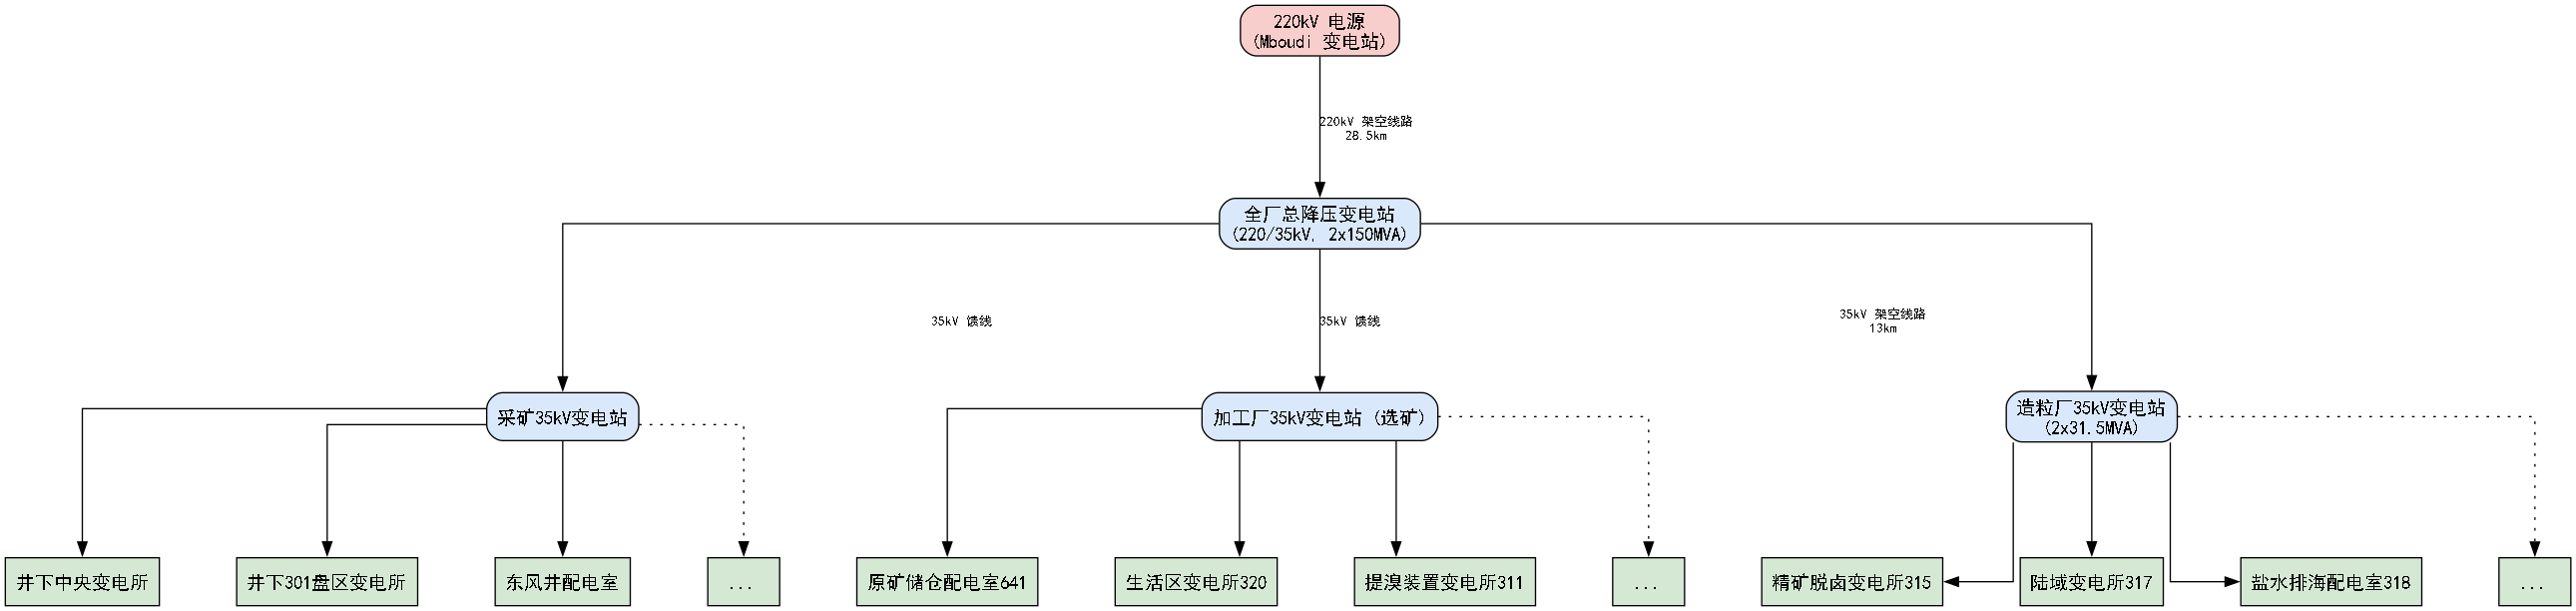 220kV 电源
(Mboudi 变电站)
220kV 架空线路
28.5km
全厂总降压变电站
(220/35kV, 2x150MVA)
35kV 馈线
35kV 馈线
35kV 架空线路
13km
采矿35kV变电站
加工厂35kV变电站 (选矿)
造粒厂35kV变电站
(2x31.5MVA)
井下中央变电所
井下301盘区变电所
东风井配电室
...
原矿储仓配电室641
生活区变电所320
提溴装置变电所311
...
精矿脱卤变电所315
陆域变电所317
盐水排海配电室318
...